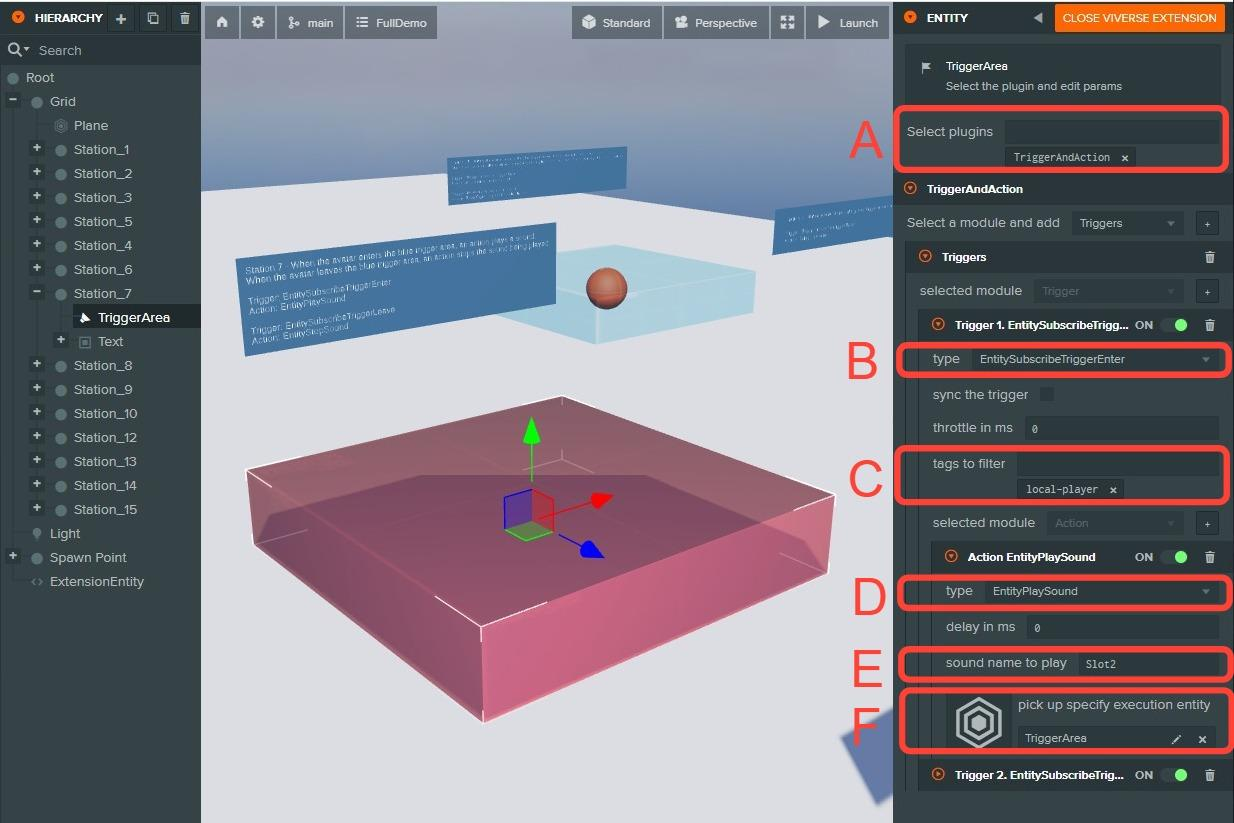 HIERARCHY
Search
Root
Grid
Plane
Station_1
Station_2
Station_3
Station_5
Station_4
Station_6
Station_7
TriggerArea
Text
Station_8
Station_9
Station_10
Station_12
Station_13
Station_14
Station_15
Light
Spawn Point
ExtensionEntity
main
FullDemo
Standard
Perspective
Launch
Station 7 - When the avatar enters the blue trigger area, an action plays a sound.
When the avatar leaves the blue trigger area, an action stops the sound being played
Trigger: EntitySubscribeTriggerEnter
Action: EntityPlaySound
Trigger: EntitySubscribeTriggerLeave
Action: EntityStopSound
A
B
C
D
E
F
ENTITY
CLOSE VIVERSE EXTENSION
TriggerArea
Select the plugin and edit params
Select plugins
TriggerAndAction ×
TriggerAndAction
Select a module and add Triggers +
Triggers
selected module Trigger +
Trigger 1. EntitySubscribeTrigg... ON
type EntitySubscribeTriggerEnter
sync the trigger
throttle in ms 0
tags to filter
local-player ×
selected module Action +
Action EntityPlaySound ON
type EntityPlaySound
delay in ms 0
sound name to play Slot2
pick up specify execution entity
TriggerArea ×
Trigger 2. EntitySubscribeTrig... ON